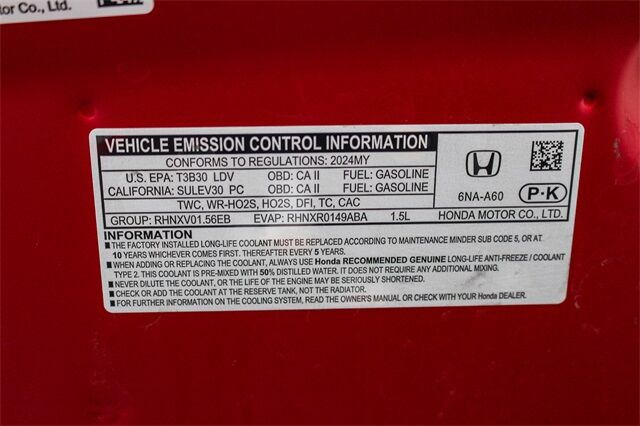 tor Co., Ltd.
VEHICLE EMISSION CONTROL INFORMATION
CONFORMS TO REGULATIONS: 2024MY
U.S. EPA: T3B30 LDV OBD: CA II FUEL: GASOLINE
CALIFORNIA: SULEV30 PC OBD: CA II FUEL: GASOLINE
TWC, WR-HO2S, HO2S, DFI, TC, CAC
6NA-A60 P·K
GROUP: RHNXV01.56EB EVAP: RHNXR0149ABA 1.5L HONDA MOTOR CO., LTD.
INFORMATION
■ THE FACTORY INSTALLED LONG-LIFE COOLANT MUST BE REPLACED ACCORDING TO MAINTENANCE MINDER SUB CODE 5, OR AT
10 YEARS WHICHEVER COMES FIRST. THEREAFTER EVERY 5 YEARS.
■ WHEN ADDING OR REPLACING THE COOLANT, ALWAYS USE Honda RECOMMENDED GENUINE LONG-LIFE ANTI-FREEZE / COOLANT
TYPE 2. THIS COOLANT IS PRE-MIXED WITH 50% DISTILLED WATER. IT DOES NOT REQUIRE ANY ADDITIONAL MIXING.
■ NEVER DILUTE THE COOLANT, OR THE LIFE OF THE ENGINE MAY BE SERIOUSLY SHORTENED.
■ CHECK OR ADD THE COOLANT AT THE RESERVE TANK, NOT THE RADIATOR.
■ FOR FURTHER INFORMATION ON THE COOLING SYSTEM, READ THE OWNER'S MANUAL OR CHECK WITH YOUR Honda DEALER.